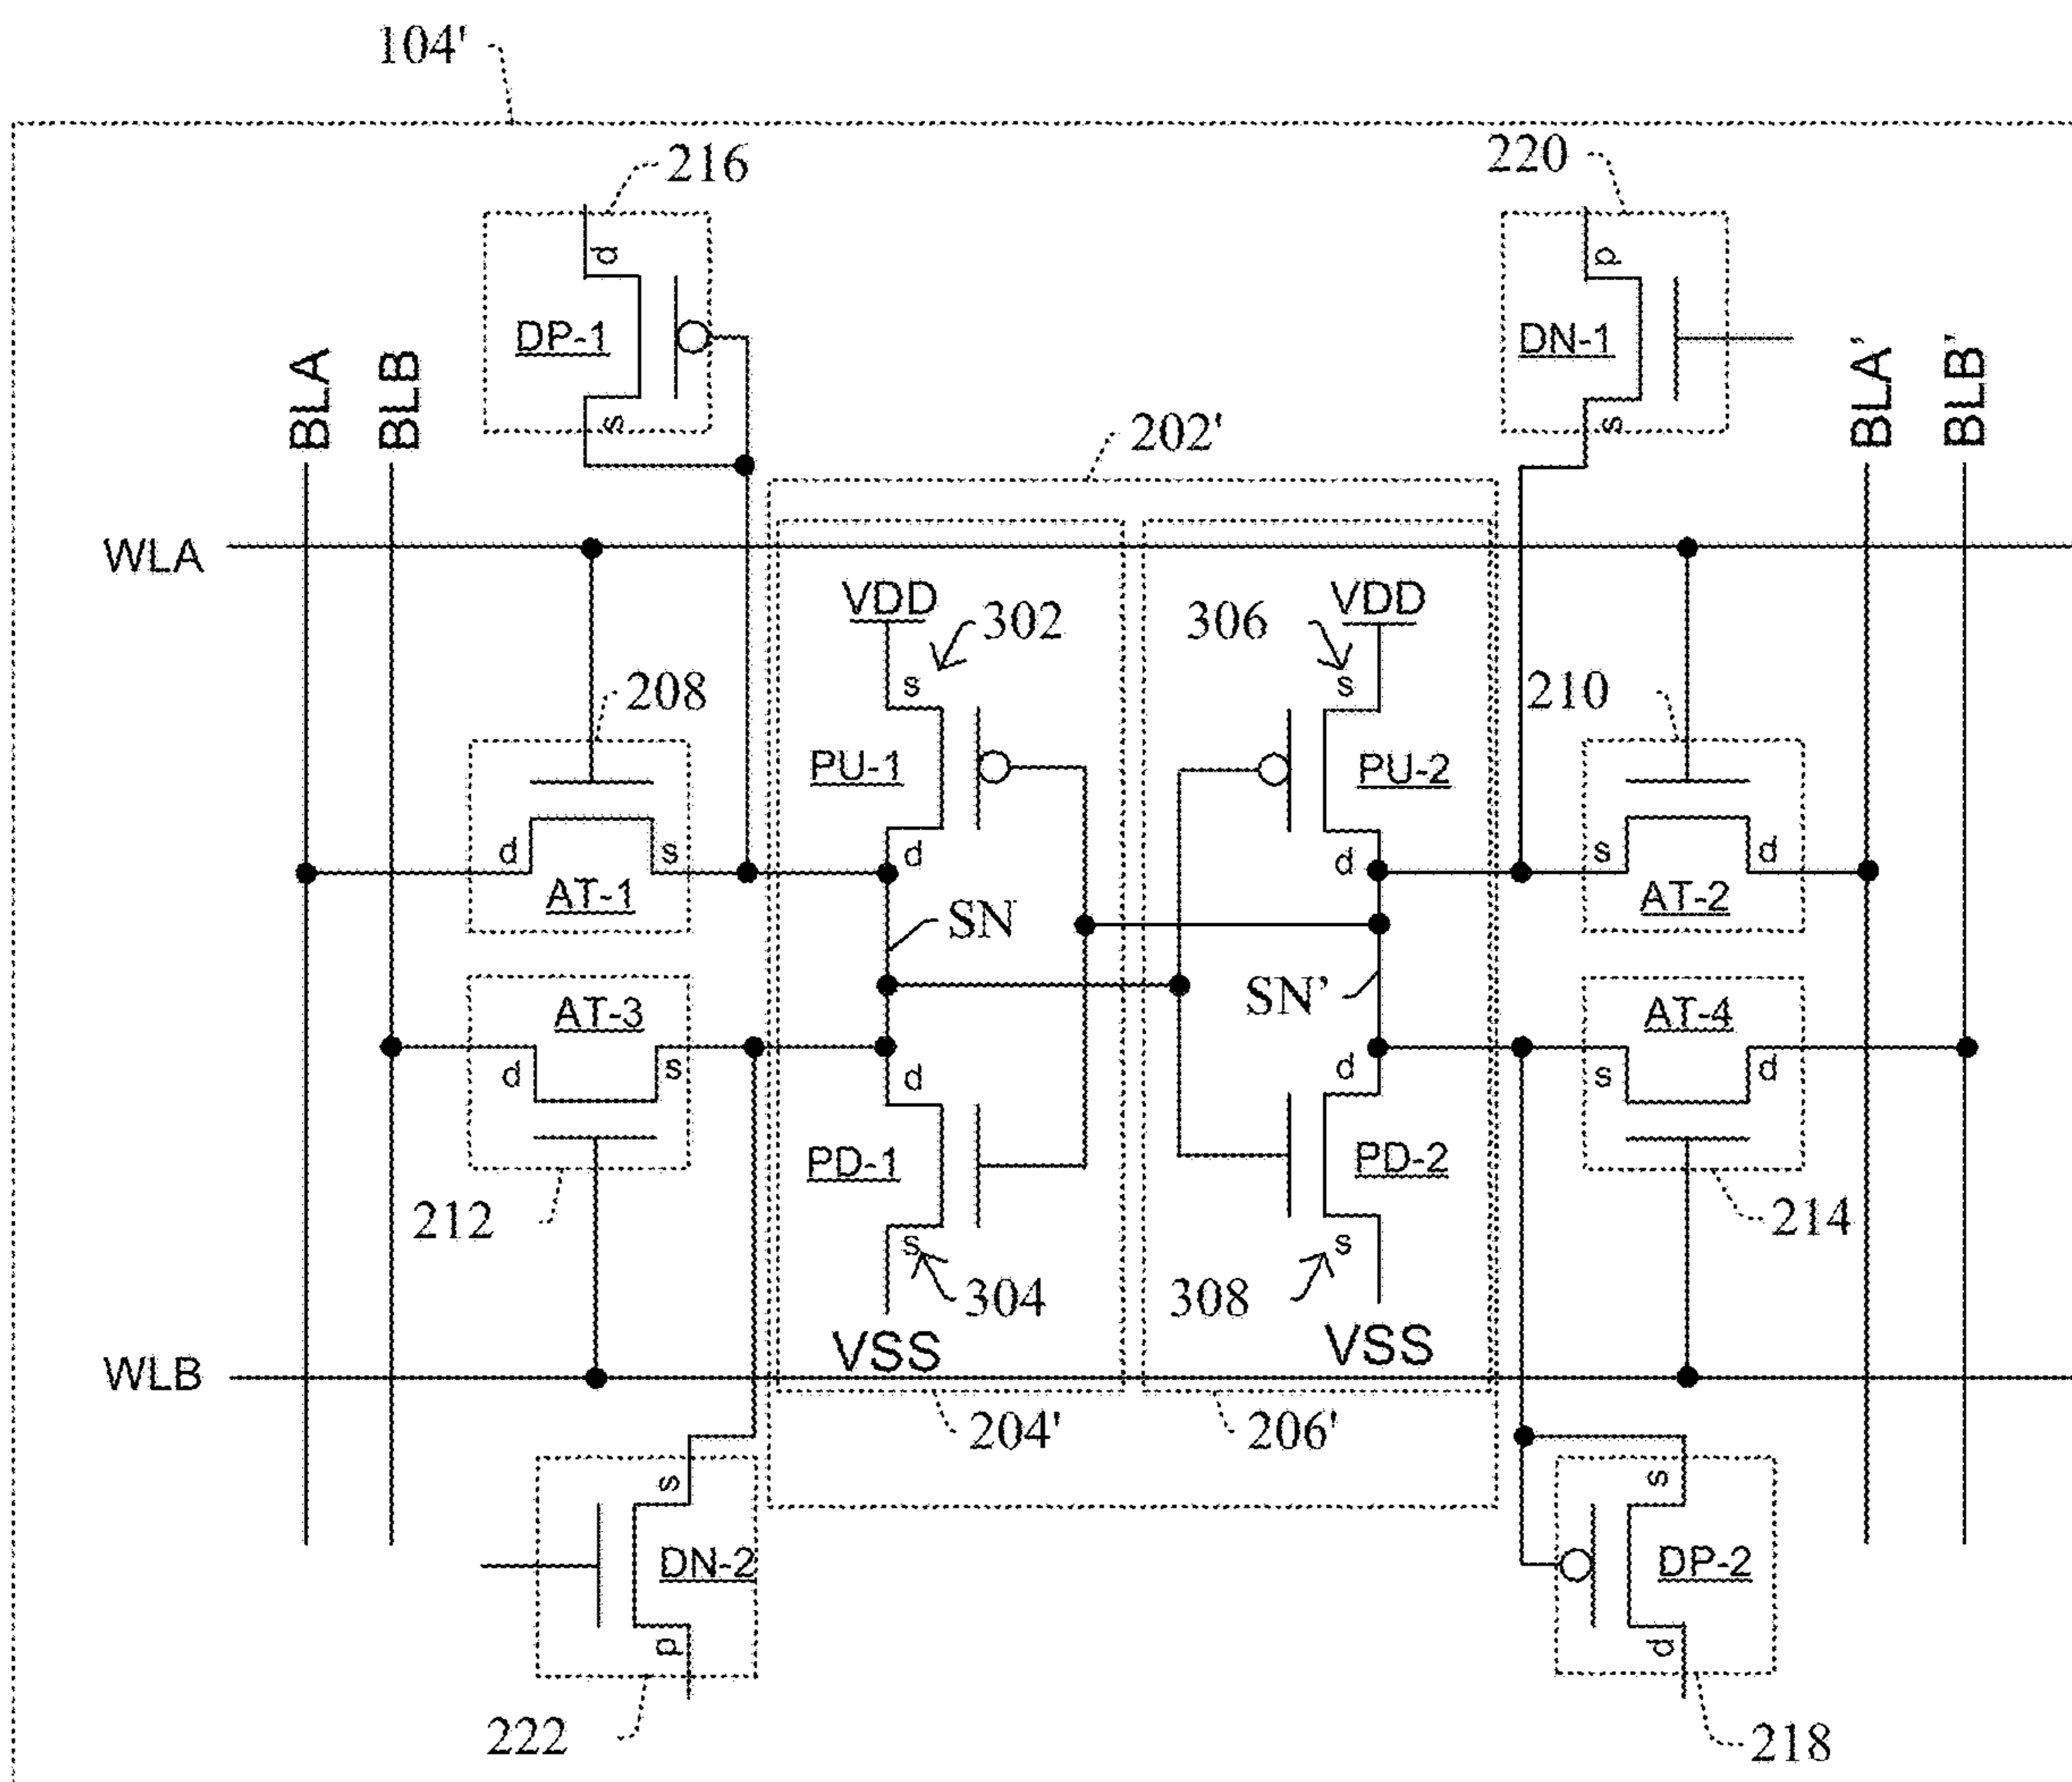 104'
216
220
d
p
DP-1
DN-1
BLA
BLB
BLA'
BLB'
s
s
202'
WLA
VDD
302
306
VDD
s
s
208
210
PU-1
PU-2
d
s
d
d
s
d
AT-1
AT-2
SN
SN'
AT-3
AT-4
d
s
d
d
s
d
PD-1
PD-2
212
214
s
s
304
308
VSS
VSS
WLB
204'
206'
s
s
DN-2
DP-2
p
d
222
218